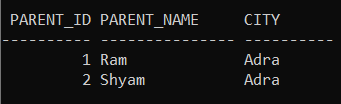 PARENT_ID PARENT_NAME     CITY
---------- --------------- ----------
         1 Ram             Adra
         2 Shyam           Adra